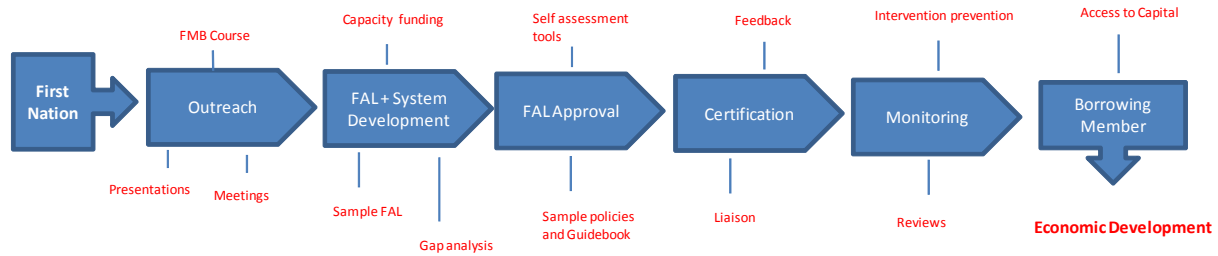 Capacity funding
Self assessment
tools
Feedback
Intervention prevention
Access to Capital
FMB Course
First
Nation
Outreach
FAL + System
Development
FAL Approval
Certification
Monitoring
Borrowing
Member
Presentations
Meetings
Sample FAL
Gap analysis
Sample policies
and Guidebook
Liaison
Reviews
Economic Development